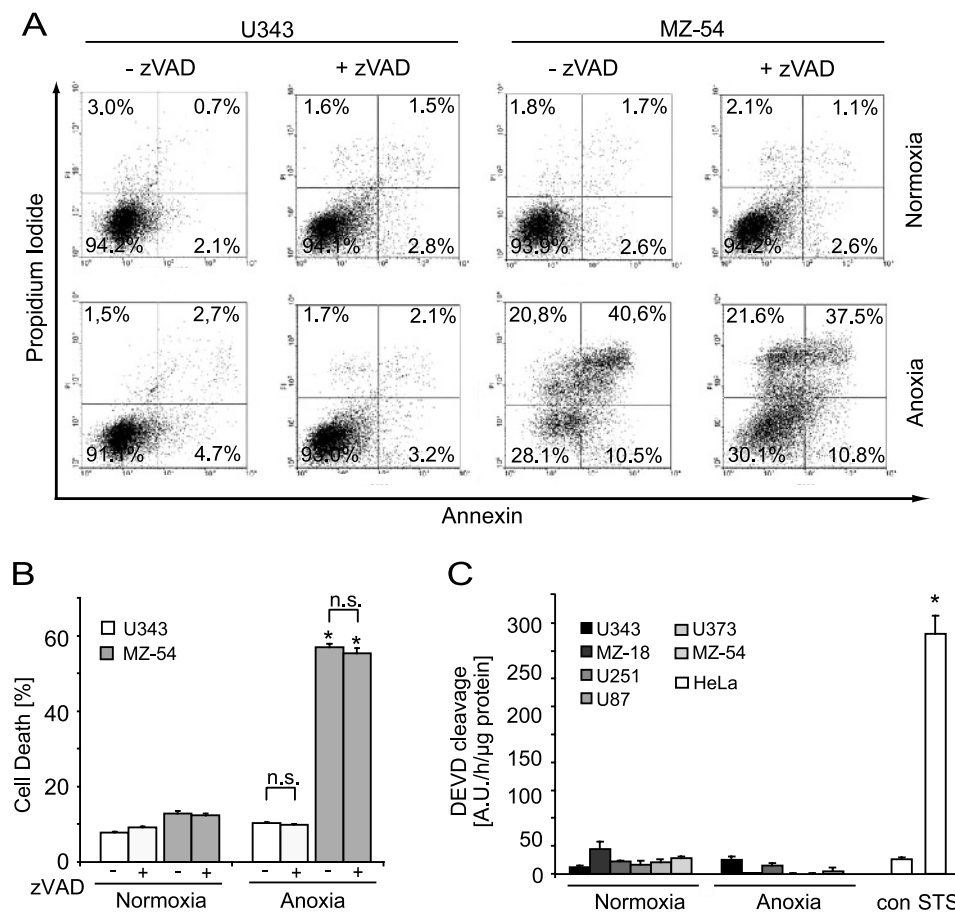 A
U343 MZ-54
- zVAD + zVAD - zVAD + zVAD
3.0% 0.7% 1.6% 1.5% 1.8% 1.7% 2.1% 1.1%
94.2% 2.1% 94.1% 2.8% 93.9% 2.6% 94.2% 2.6%
Normoxia
1,5% 2,7% 1.7% 2.1% 20,8% 40,6% 21.6% 37.5%
91.1% 4.7% 93.0% 3.2% 28.1% 10.5% 30.1% 10.8%
Anoxia
Propidium Iodide
Annexin
B
Cell Death [%]
60
40
20
0
U343
MZ-54
n.s.
* *
n.s.
zVAD - + - + - + - +
Normoxia Anoxia
C
DEVD cleavage
[A.U./h/µg protein]
300
250
200
150
100
50
0
U343 U373
MZ-18 MZ-54
U251 HeLa
U87
*
Normoxia Anoxia con STS